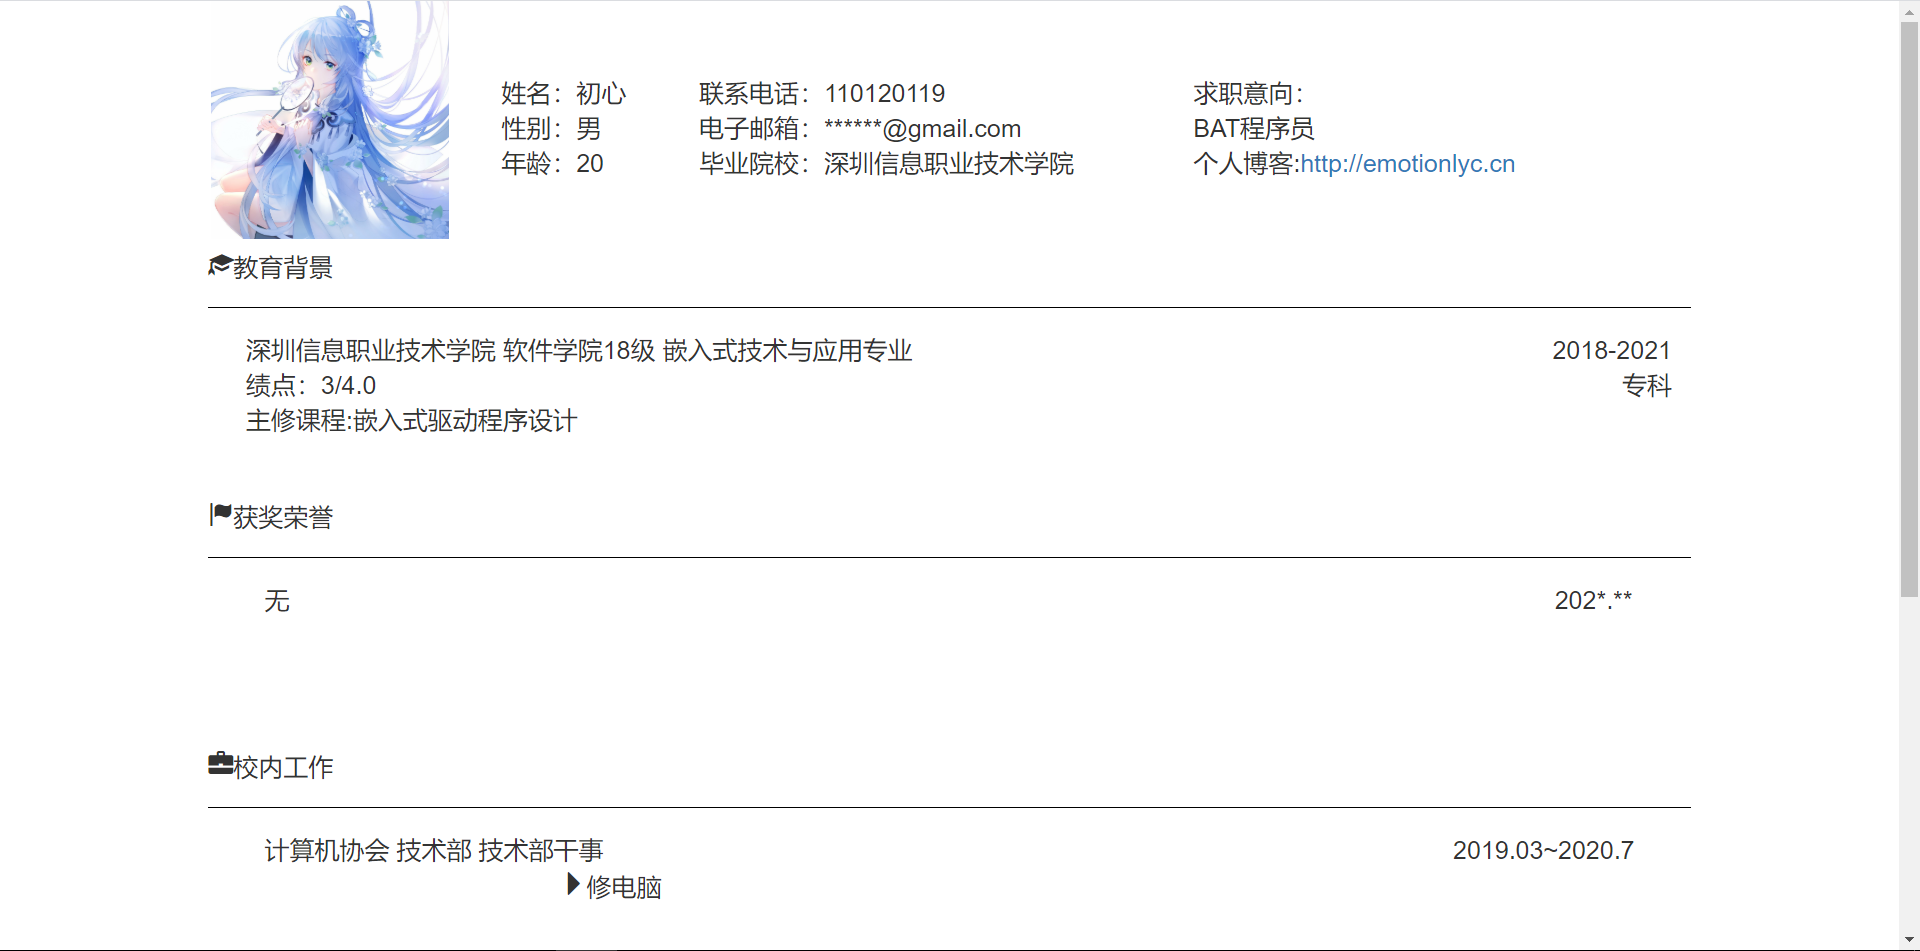 姓名：初心
性别：男
年龄：20
联系电话：110120119
电子邮箱：******@gmail.com
毕业院校：深圳信息职业技术学院
求职意向：
BAT程序员
个人博客:http://emotionlyc.cn
教育背景
深圳信息职业技术学院 软件学院18级 嵌入式技术与应用专业
2018-2021
绩点：3/4.0
专科
主修课程:嵌入式驱动程序设计
获奖荣誉
无
202*.**
校内工作
计算机协会 技术部 技术部干事
2019.03~2020.7
修电脑